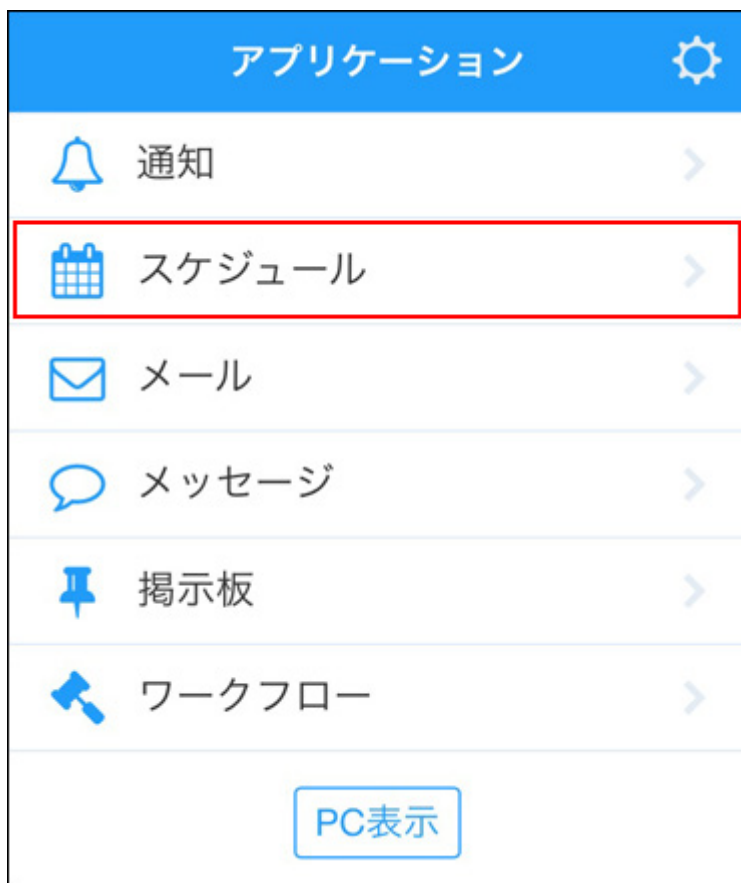 アプリケーション
通知
スケジュール
メール
メッセージ
掲示板
ワークフロー
PC表示